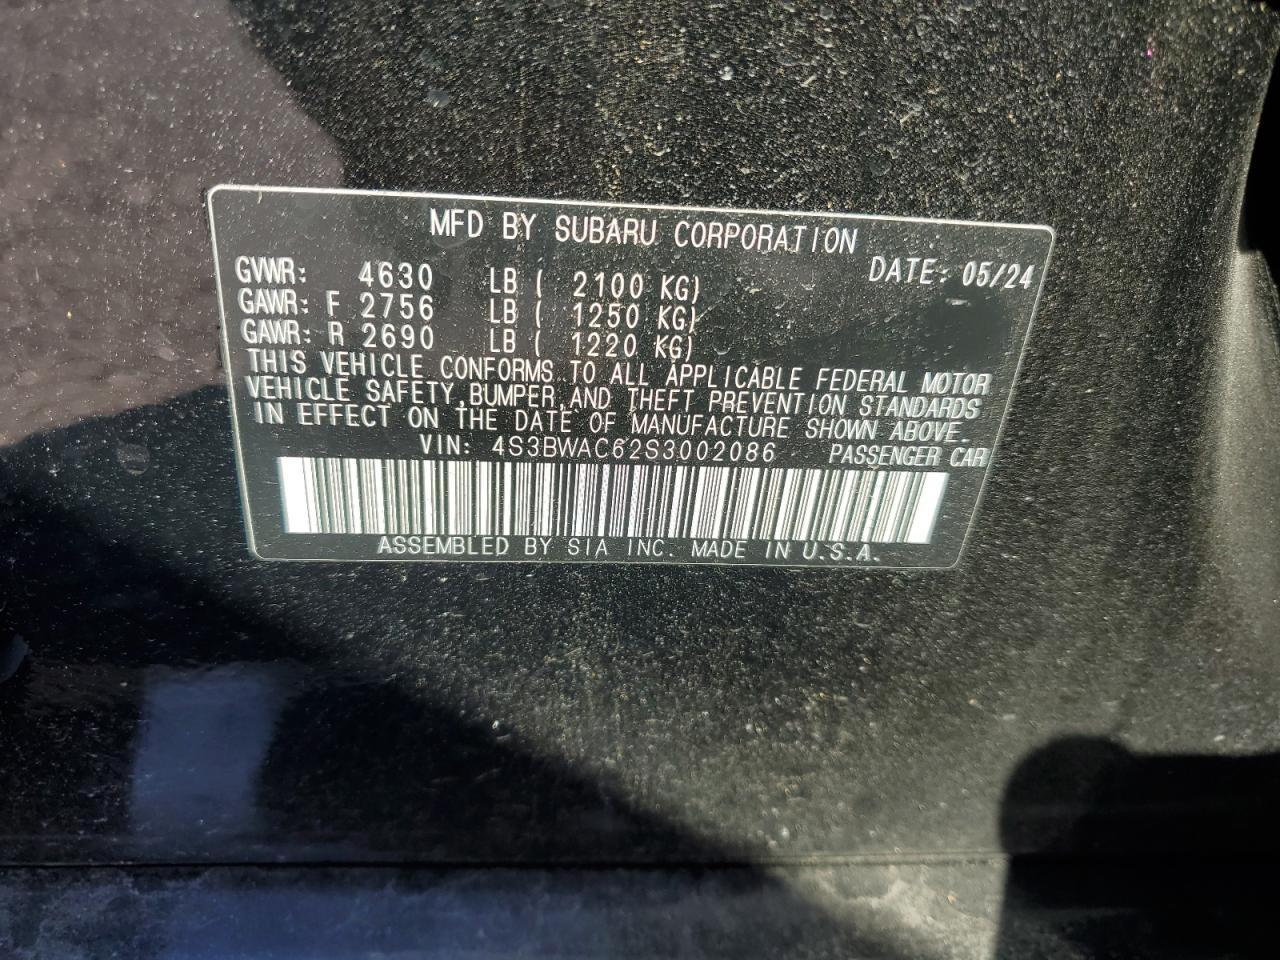 MFD BY SUBARU CORPORATION
GVWR: 4630 LB ( 2100 KG) DATE: 05/24
GAWR: F 2756 LB ( 1250 KG)
GAWR: R 2690 LB ( 1220 KG)
THIS VEHICLE CONFORMS TO ALL APPLICABLE FEDERAL MOTOR
VEHICLE SAFETY, BUMPER, AND THEFT PREVENTION STANDARDS
IN EFFECT ON THE DATE OF MANUFACTURE SHOWN ABOVE.
VIN: 4S3BWAC62S3002086 PASSENGER CAR
ASSEMBLED BY SIA INC. MADE IN U.S.A.